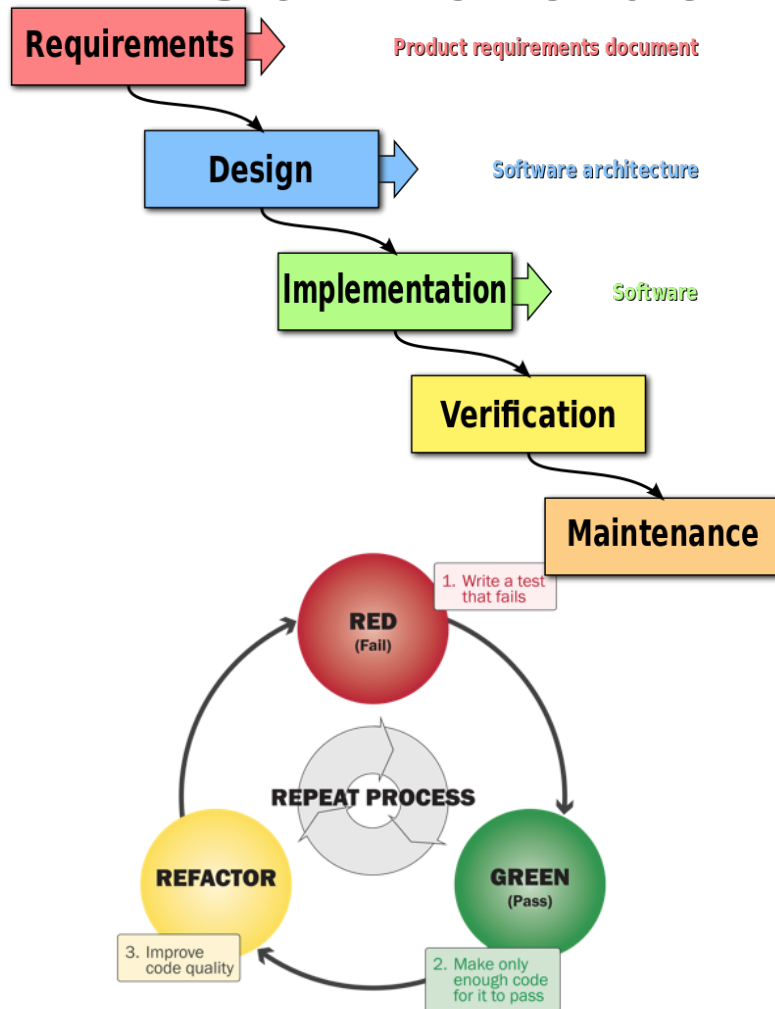 Requirements
Product requirements document
Design
Software architecture
Implementation
Software
Verification
Maintenance
1. Write a test
that fails
RED
(Fail)
REPEAT PROCESS
REFACTOR
GREEN
(Pass)
3. Improve
code quality
2. Make only
enough code
for it to pass